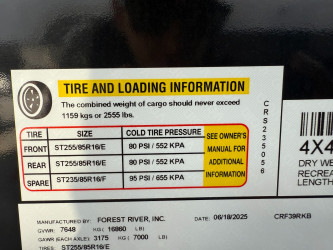 TIRE AND LOADING INFORMATION
The combined weight of cargo should never exceed
1159 kgs or 2555 lbs.
TIRE SIZE COLD TIRE PRESSURE
FRONT ST255/85R16/E 80 PSI / 552 KPA
REAR ST255/85R16/E 80 PSI / 552 KPA
SPARE ST235/85R16/F 95 PSI / 655 KPA
SEE OWNER'S
MANUAL FOR
ADDITIONAL
INFORMATION
CRS235056
4X4
DRY WE
RECREA
LENGTH
MANUFACTURED BY: FOREST RIVER, INC.
GVWR: 7648 KG( 16860 LB)
DATE: 06/18/2025 CRF39RKB
GAWR (EACH AXLE): 3175 KG ( 7000 LB)
TIRES: ST255/85R16/E